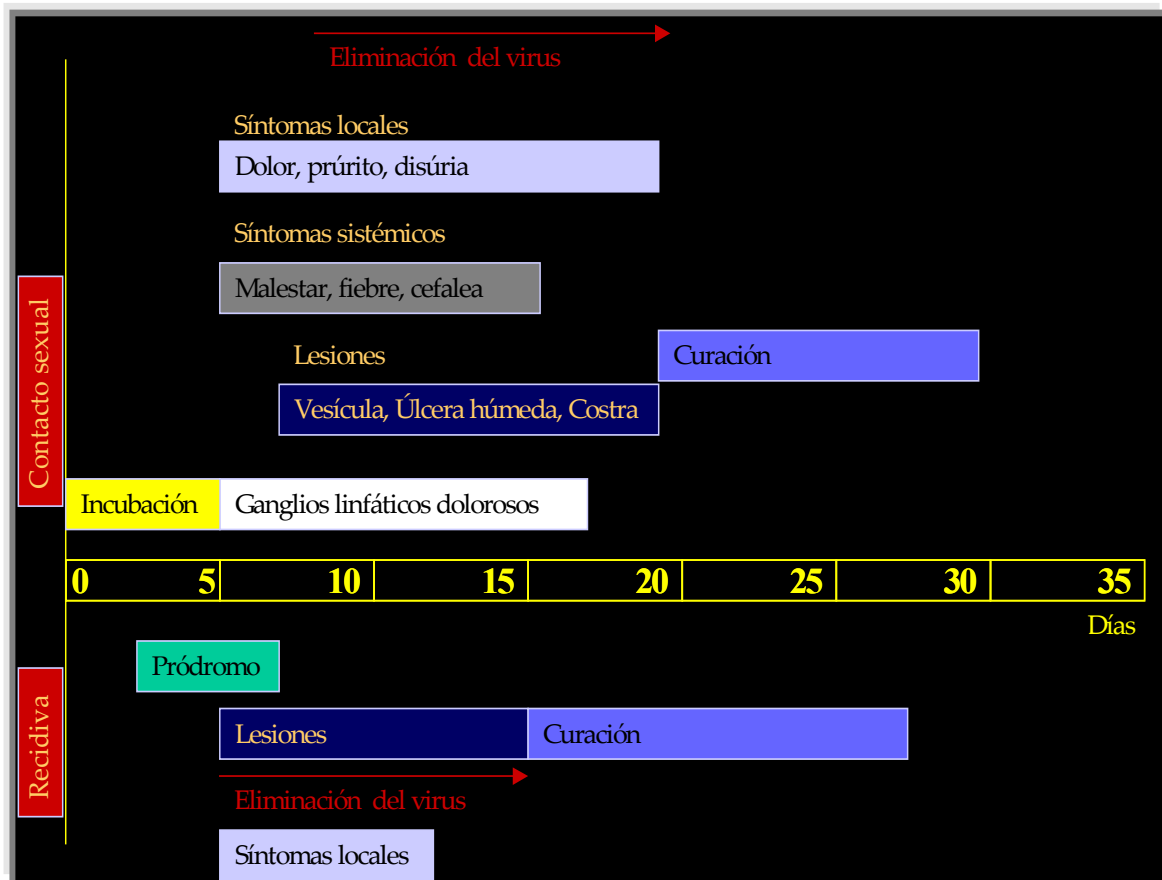 Eliminación del virus
Síntomas locales
Dolor, prúrito, disúria
Síntomas sistémicos
Malestar, fiebre, cefalea
Contacto sexual
Lesiones
Curación
Vesícula, Úlcera húmeda, Costra
Incubación
Ganglios linfáticos dolorosos
0 5 10 15 20 25 30 35
Días
Pródromo
Recidiva
Lesiones
Curación
Eliminación del virus
Síntomas locales